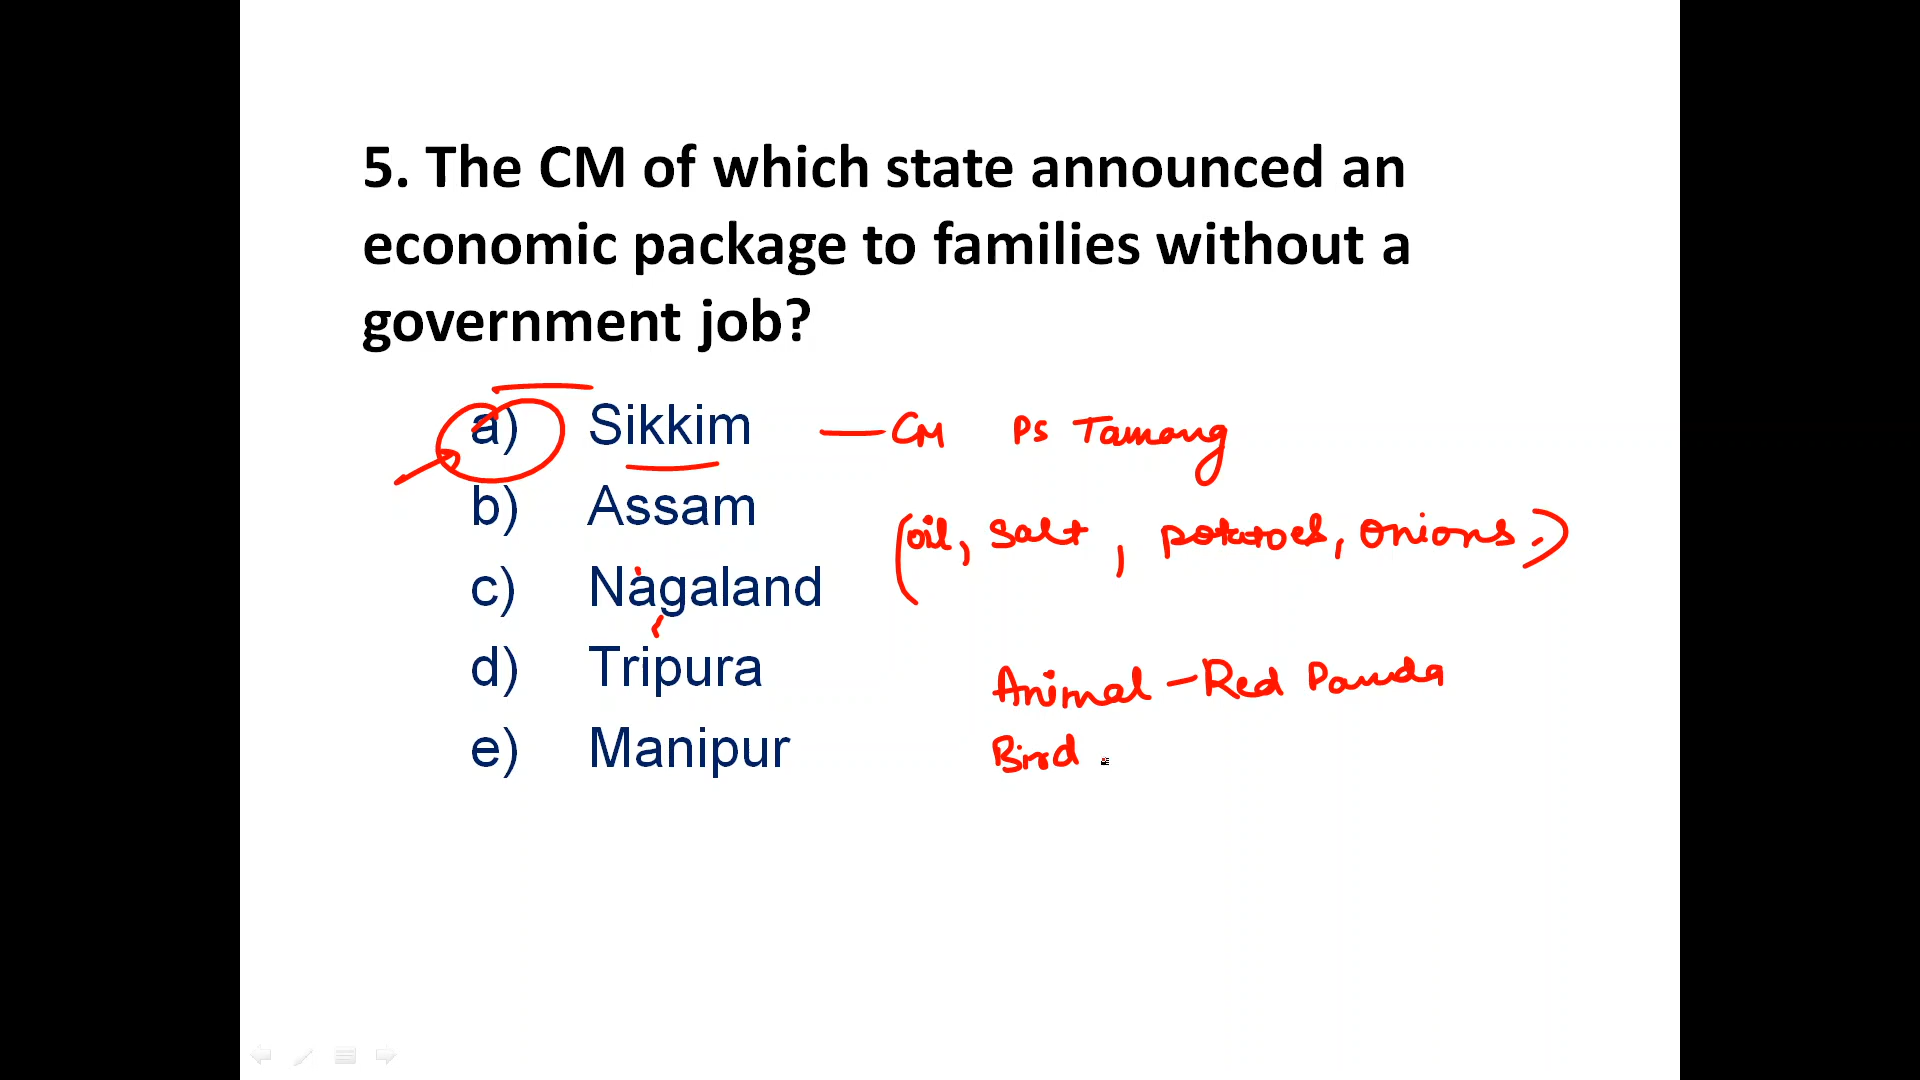 5. The CM of which state announced an
economic package to families without a
government job?
a) Sikkim — CM PS Tamang
b) Assam
(oil, salt, potatoes, onions.)
c) Nagaland
d) Tripura
Animal - Red Panda
e) Manipur
Bird